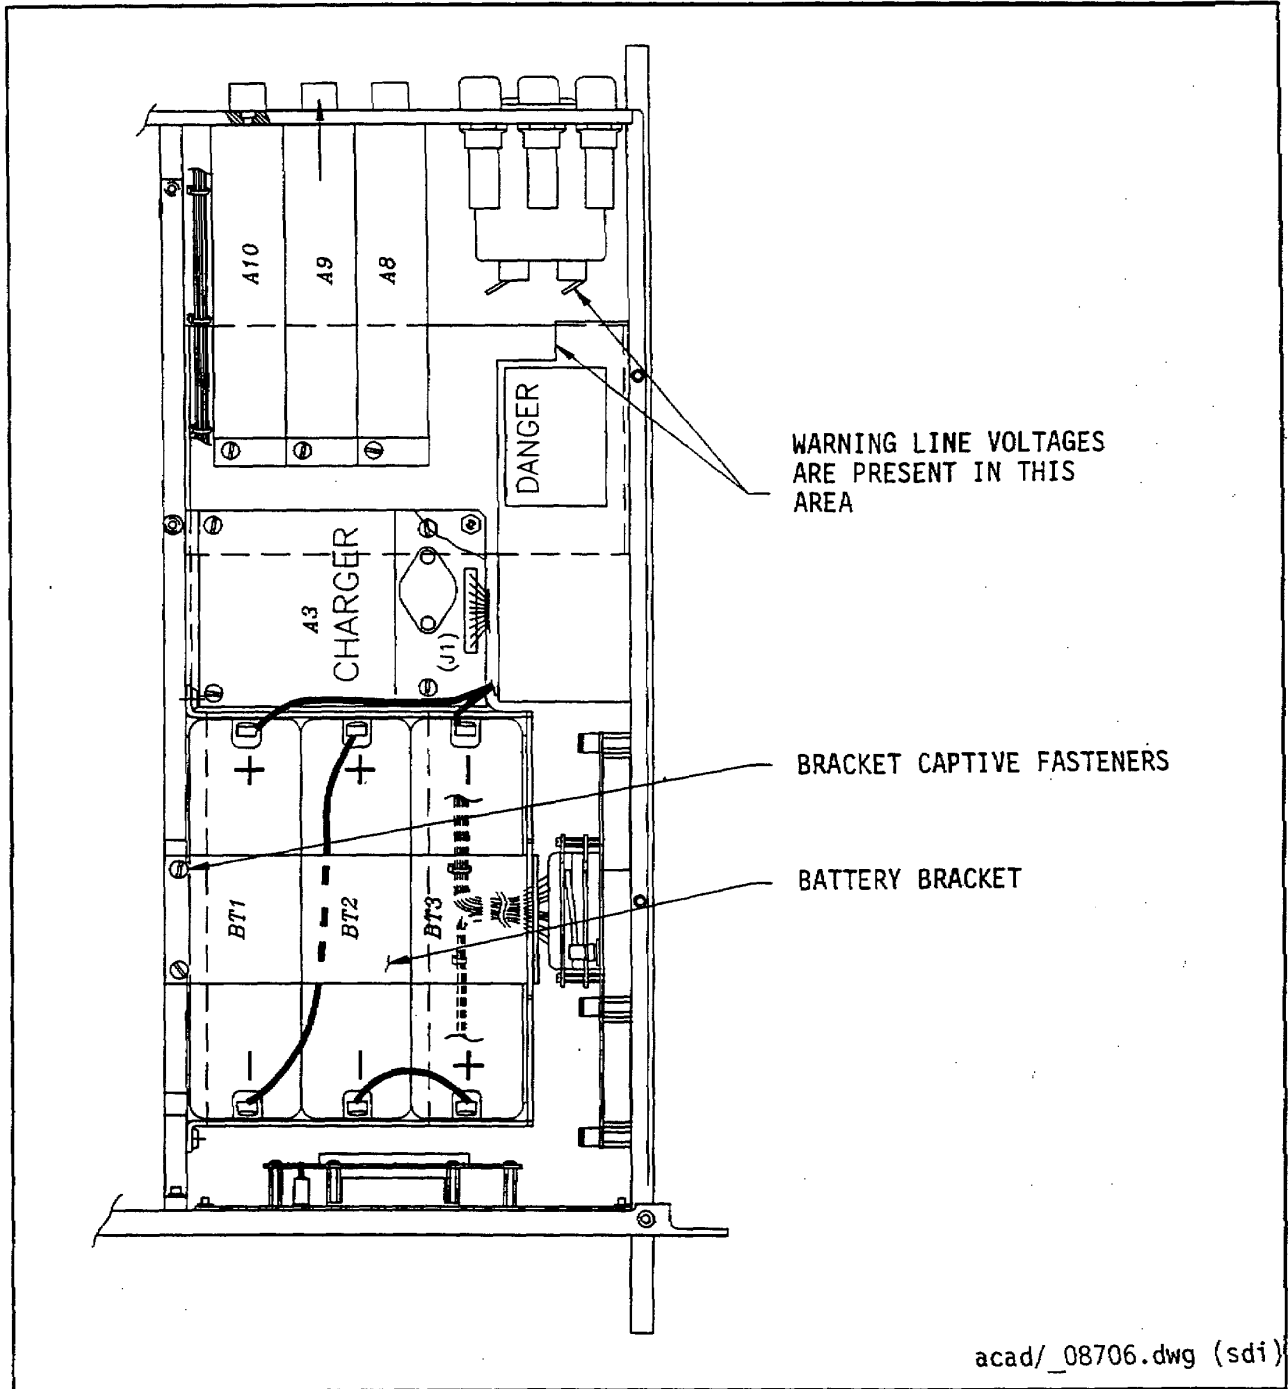 A10
A9
A8
DANGER
WARNING LINE VOLTAGES
ARE PRESENT IN THIS
AREA
A3
CHARGER
(J1)
+
+
−
BRACKET CAPTIVE FASTENERS
BATTERY BRACKET
BT1
BT2
BT3
−
−
+
acad/_08706.dwg (sdi)